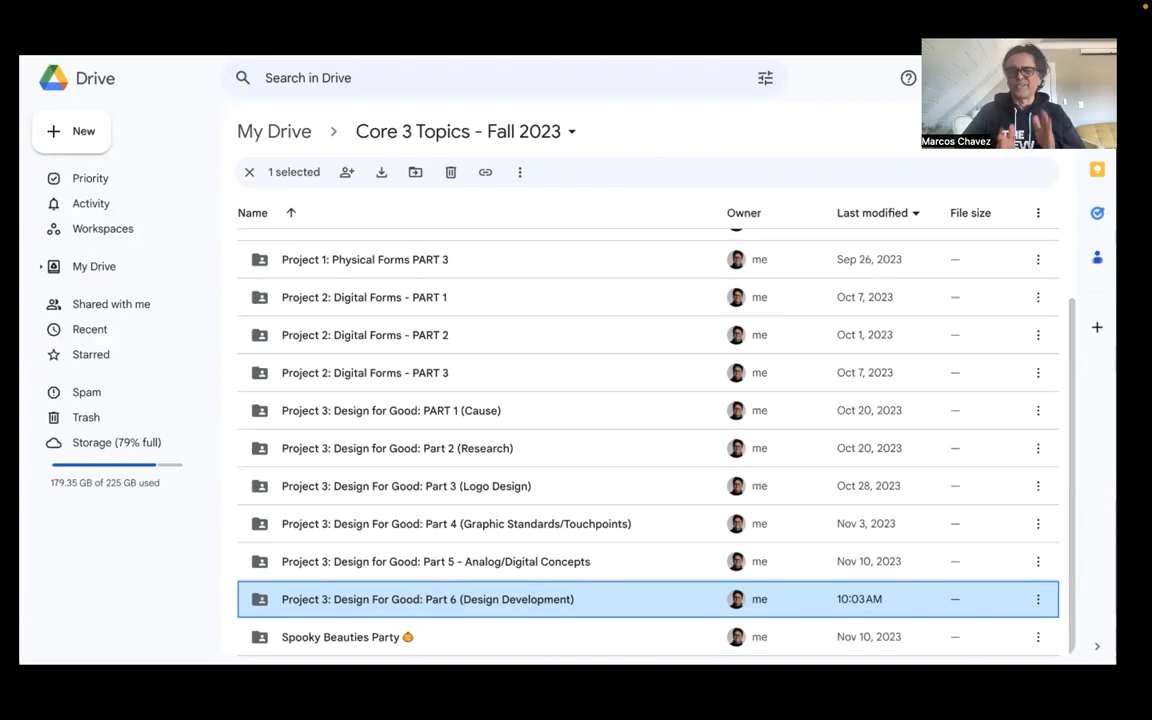 Drive
Search in Drive
New
My Drive
Core 3 Topics - Fall 2023
Marcos Chavez
THE
1 selected
Priority
Activity
Workspaces
My Drive
Shared with me
Recent
Starred
Spam
Trash
Storage (79% full)
179.35 GB of 225 GB used
Name Owner Last modified File size
Project 1: Physical Forms PART 3 me Sep 26, 2023 —
Project 2: Digital Forms - PART 1 me Oct 7, 2023 —
Project 2: Digital Forms - PART 2 me Oct 1, 2023 —
Project 2: Digital Forms - PART 3 me Oct 7, 2023 —
Project 3: Design for Good: PART 1 (Cause) me Oct 20, 2023 —
Project 3: Design for Good: Part 2 (Research) me Oct 20, 2023 —
Project 3: Design For Good: Part 3 (Logo Design) me Oct 28, 2023 —
Project 3: Design For Good: Part 4 (Graphic Standards/Touchpoints) me Nov 3, 2023 —
Project 3: Design for Good: Part 5 - Analog/Digital Concepts me Nov 10, 2023 —
Project 3: Design For Good: Part 6 (Design Development) me 10:03 AM —
Spooky Beauties Party 🎃 me Nov 10, 2023 —